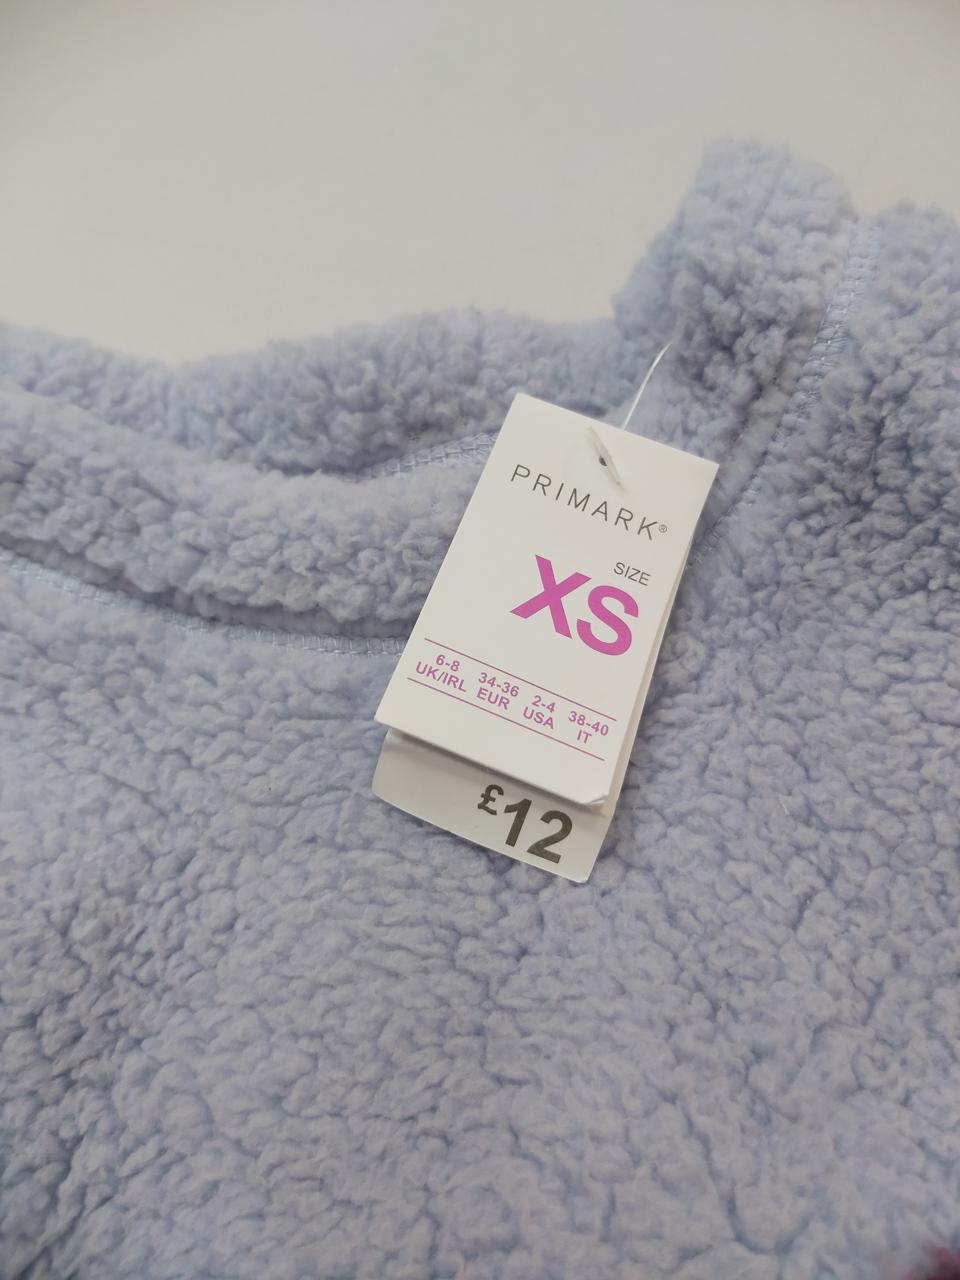 PRIMARK®
SIZE
XS
6-8 34-36 2-4 38-40
UK/IRL EUR USA IT
£12